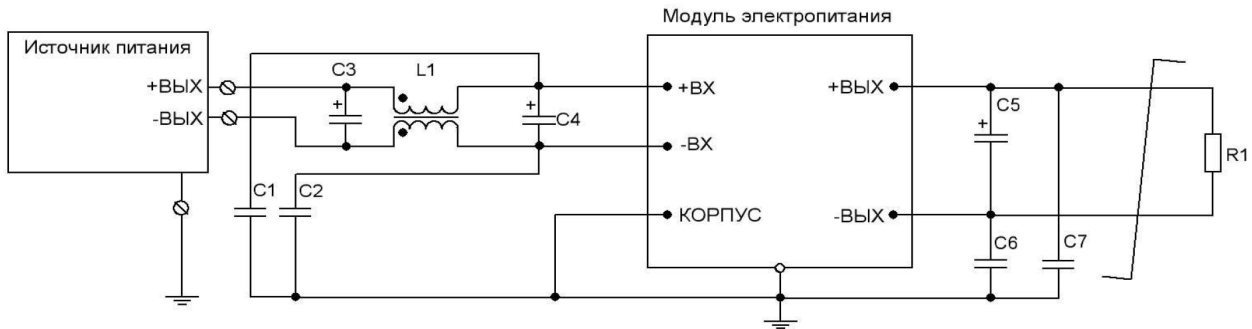 Модуль электропитания
Источник питания
+ВЫХ
-ВЫХ
C3
+
L1
+
C4
C1
C2
+ВХ
-ВХ
КОРПУС
+ВЫХ
-ВЫХ
C5
+
C6
C7
R1